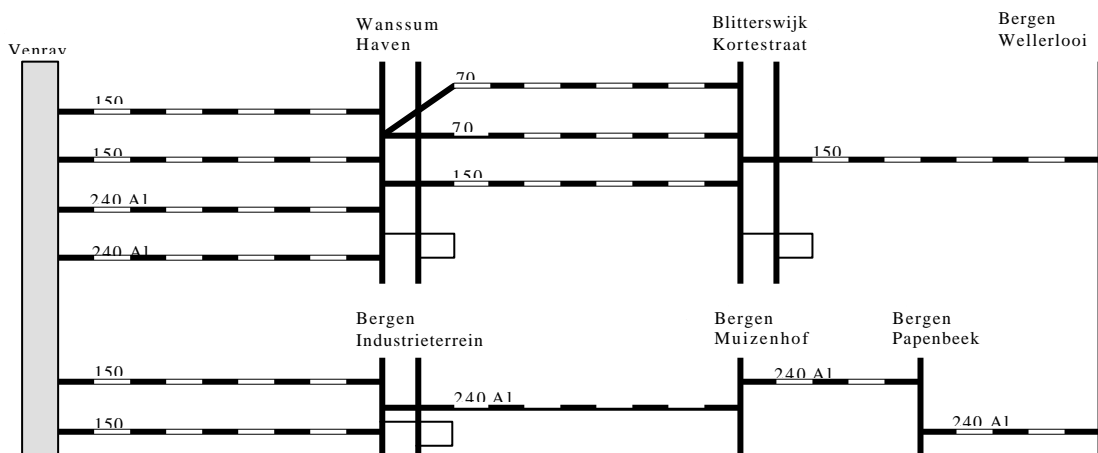 Venray
Wanssum
Haven
Blitterswijk
Kortestraat
Bergen
Wellerlooi
150
150
240 Al
240 Al
70
70
150
150
Bergen
Industrieterrein
Bergen
Muizenhof
Bergen
Papenbeek
150
150
240 Al
240 Al
240 Al